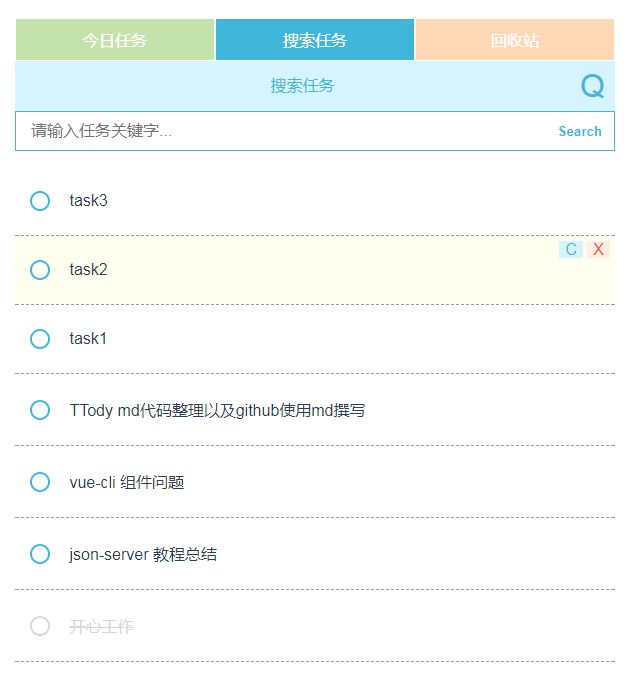 今日任务 搜索任务 回收站
搜索任务 Q
请输入任务关键字... Search
task3
C X
task2
task1
TTody md代码整理以及github使用md撰写
vue-cli 组件问题
json-server 教程总结
开心工作